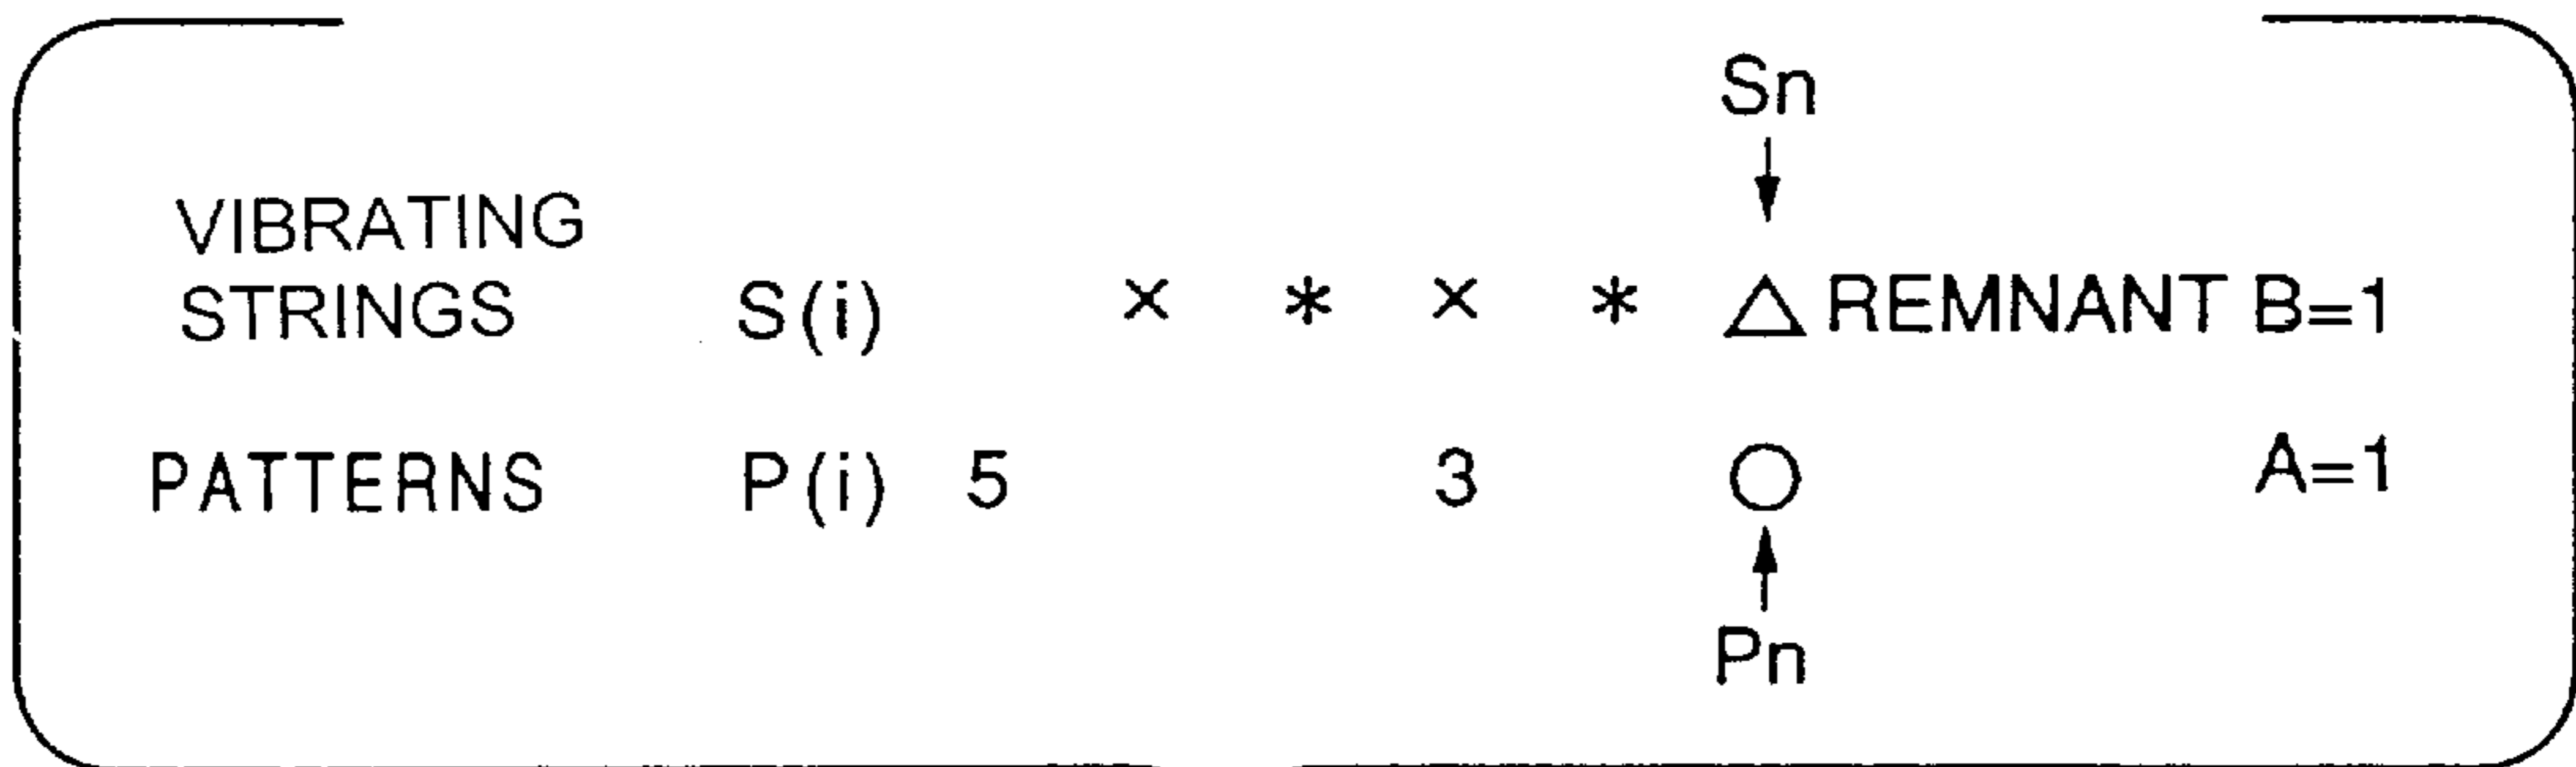 Sn
↓
VIBRATING
STRINGS S(i) × * × * △ REMNANT B=1
PATTERNS P(i) 5 3 ○ A=1
↑
Pn